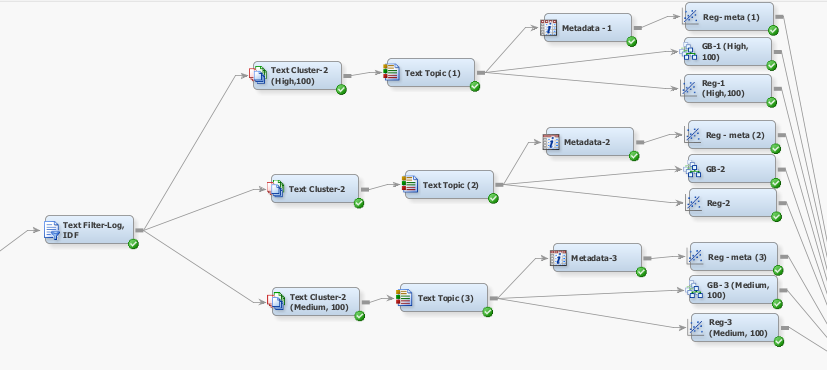 Metadata - 1
Reg- meta (1)
GB-1 (High,
100)
Text Cluster-2
(High,100)
Text Topic (1)
Reg-1
(High,100)
Metadata-2
Reg - meta (2)
GB-2
Text Cluster-2
Text Topic (2)
Reg-2
Text Filter-Log,
IDF
Metadata-3
Reg - meta (3)
GB- 3 (Medium,
100)
Text Cluster-2
(Medium, 100)
Text Topic (3)
Reg-3
(Medium, 100)